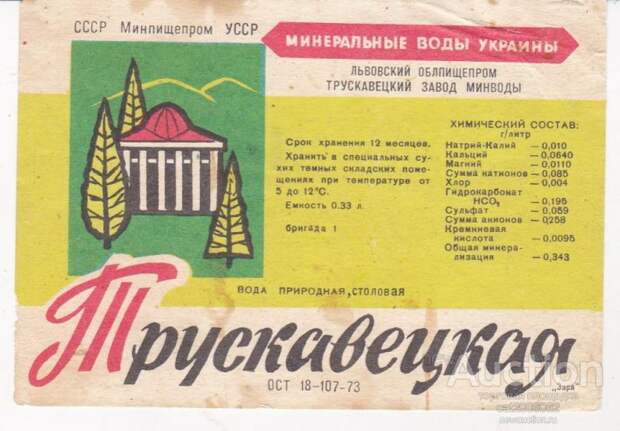 СССР Минпищепром УССР
МИНЕРАЛЬНЫЕ ВОДЫ УКРАИНЫ
ЛЬВОВСКИЙ ОБЛПИЩЕПРОМ
ТРУСКАВЕЦКИЙ ЗАВОД МИНВОДЫ
Срок хранения 12 месяцев.
Хранить в специальных су-
хих темных складских поме-
щениях при температуре от
5 до 12°С.
Емкость 0.33 л.
бригада 1
ХИМИЧЕСКИЙ СОСТАВ:
г/литр
Натрий-Калий — 0,010
Кальций — 0,0640
Магний — 0,0110
Сумма катионов — 0,085
Хлор — 0,004
Гидрокарбонат
НСО₃ — 0,195
Сульфат — 0,059
Сумма анионов — 0,258
Кремниевая
кислота — 0,0095
Общая минера-
лизация — 0,343
ВОДА ПРИРОДНАЯ, СТОЛОВАЯ
Трускавецкая
ОСТ 18-107-73
„Заря"
Auction